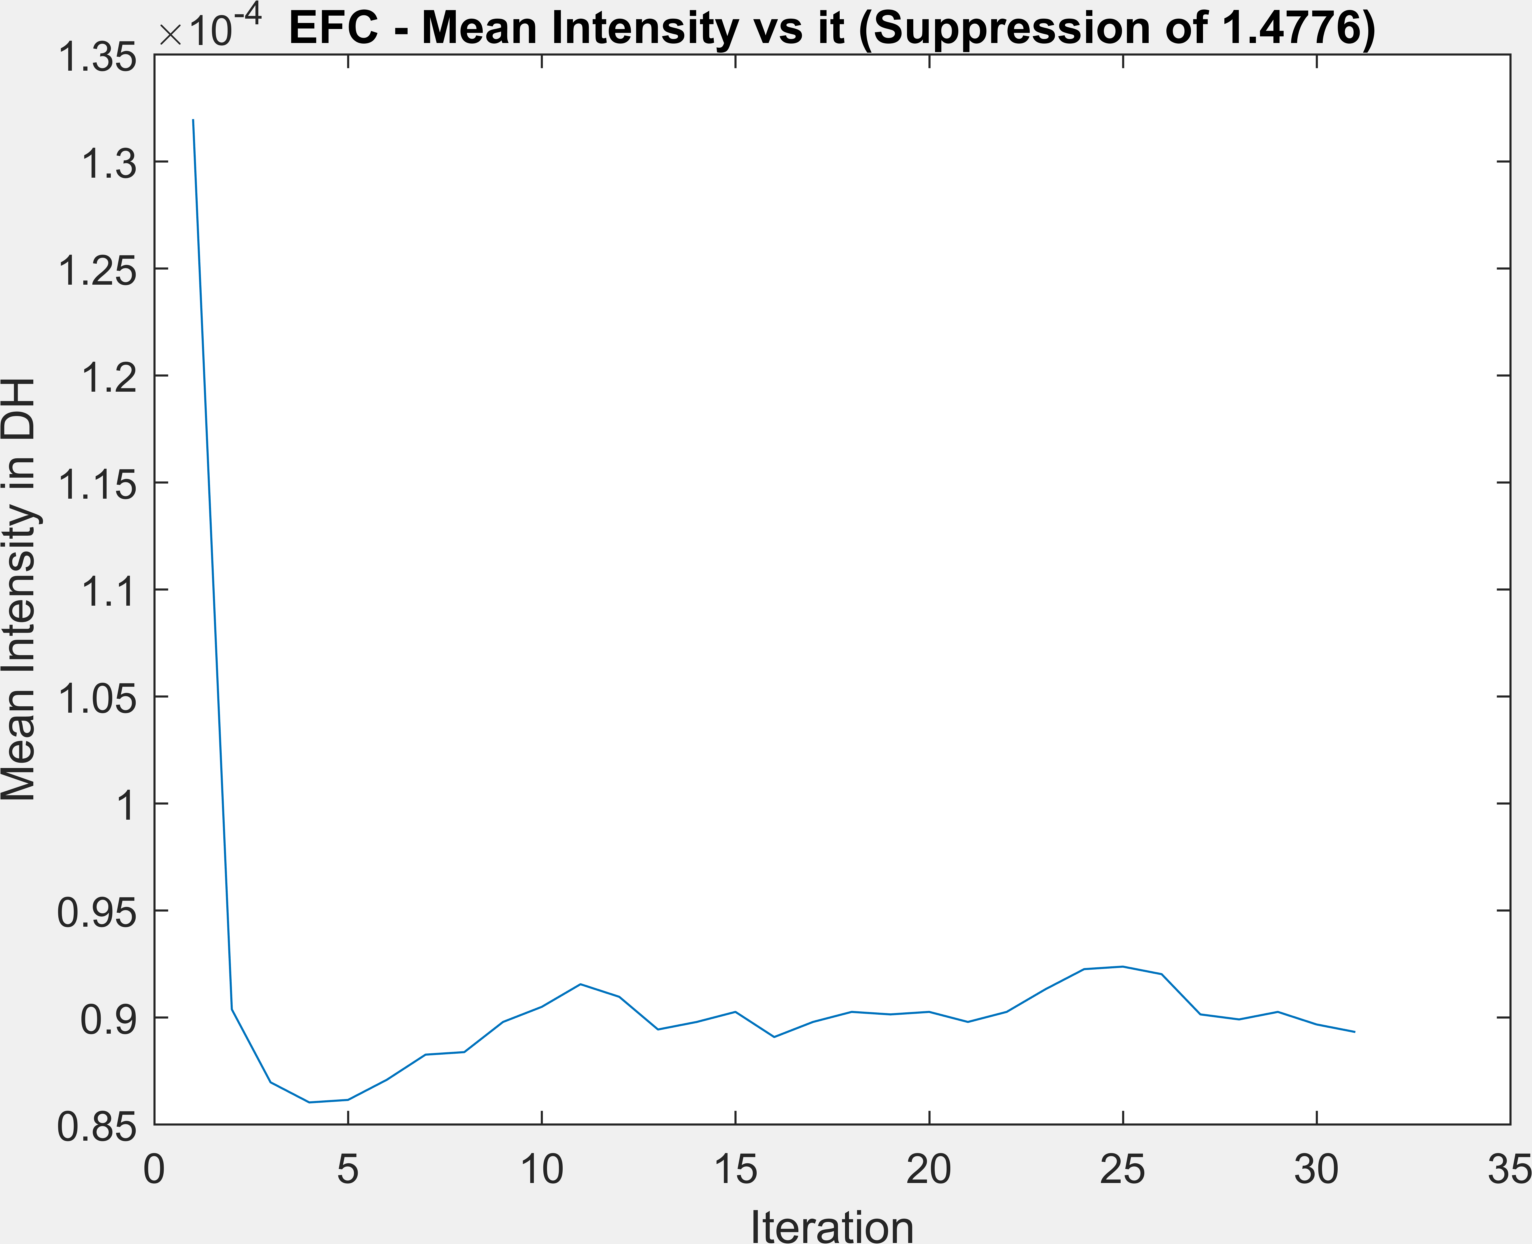 ×10-4 EFC - Mean Intensity vs it (Suppression of 1.4776)
1.35
1.3
1.25
1.2
1.15
1.1
1.05
1
0.95
0.9
0.85
Mean Intensity in DH
0 5 10 15 20 25 30 35
Iteration